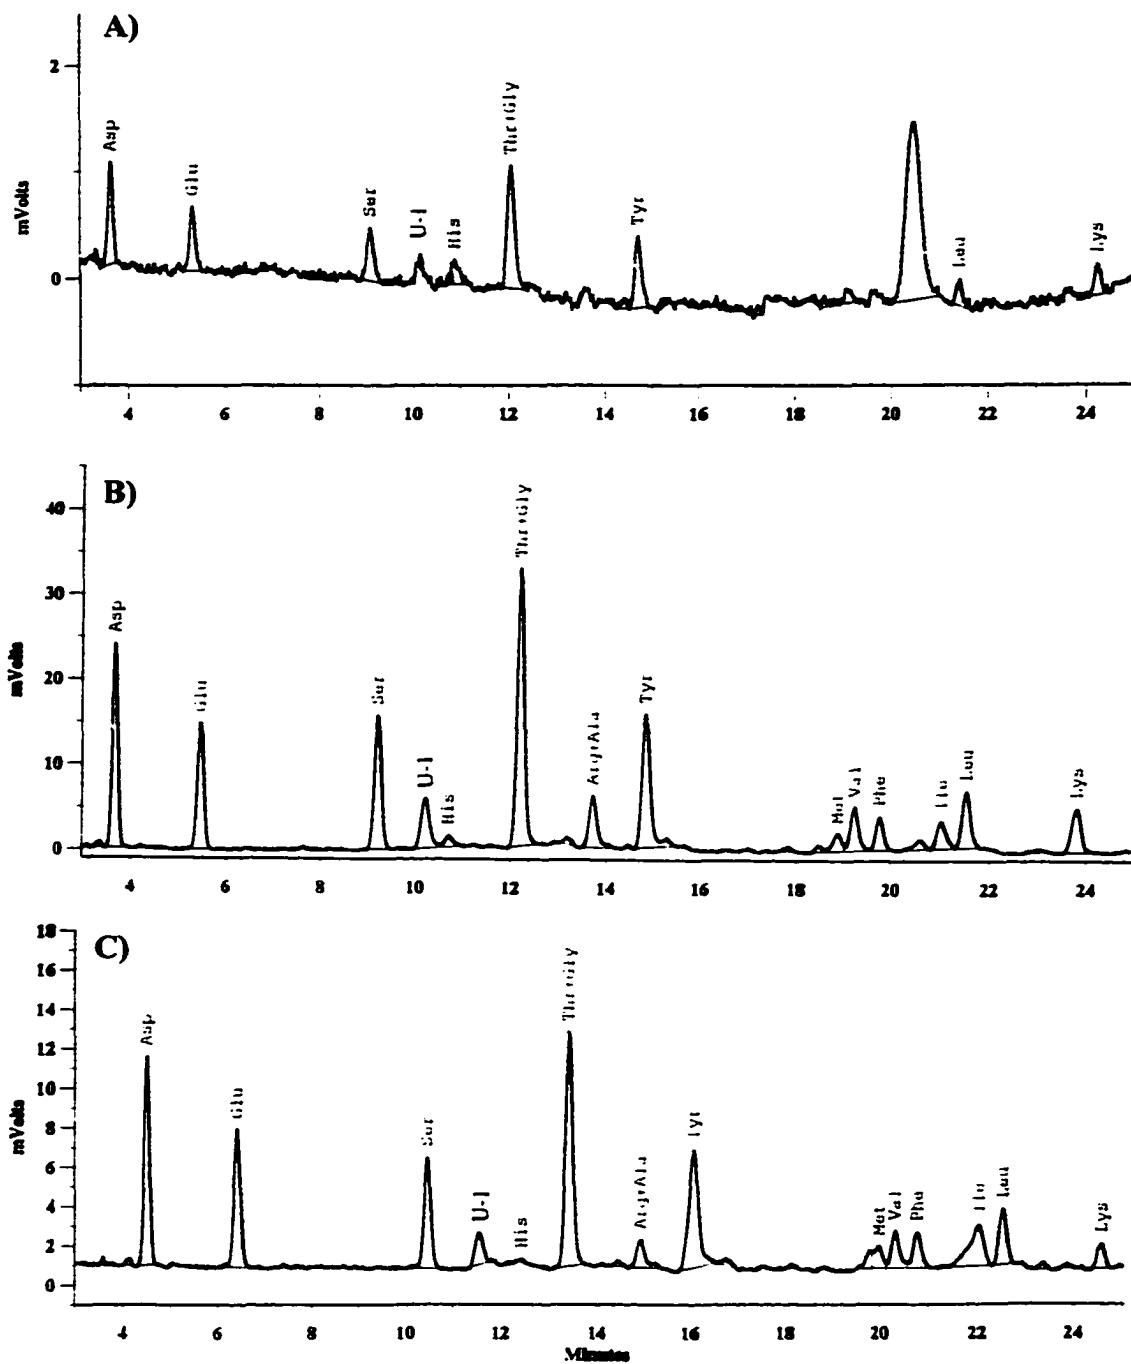 A)
2
0
mVolts
Asp
Glu
Ser
U-1
His
Thr+Gly
Tyr
Leu
Lys
4 6 8 10 12 14 16 18 20 22 24
B)
40
30
20
10
0
mVolts
Asp
Glu
Ser
U-1
His
Thr+Gly
Arg+Ala
Tyr
Met
Val
Phe
Ile
Leu
Lys
4 6 8 10 12 14 16 18 20 22 24
C)
18
16
14
12
10
8
6
4
2
0
mVolts
Asp
Glu
Ser
U-1
His
Thr+Gly
Arg+Ala
Tyr
Met
Val
Phe
Ile
Leu
Lys
4 6 8 10 12 14 16 18 20 22 24
Minutes